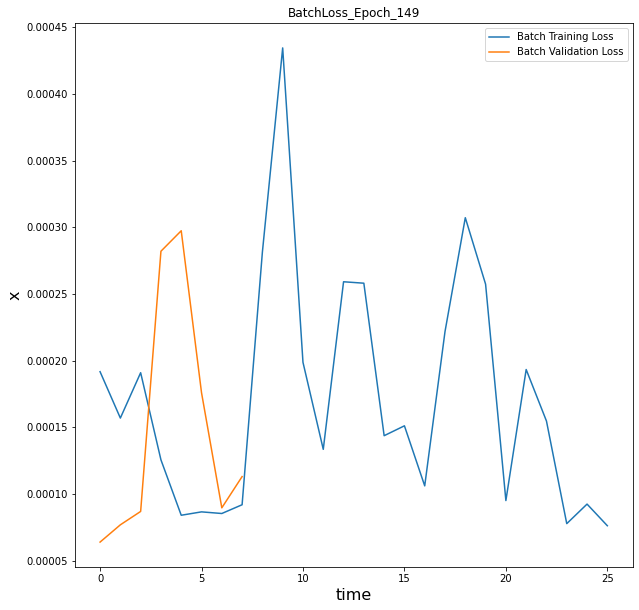 BatchLoss_Epoch_149
Batch Training Loss
Batch Validation Loss
0.00045
0.00040
0.00035
0.00030
0.00025
0.00020
0.00015
0.00010
0.00005
x
0 5 10 15 20 25
time